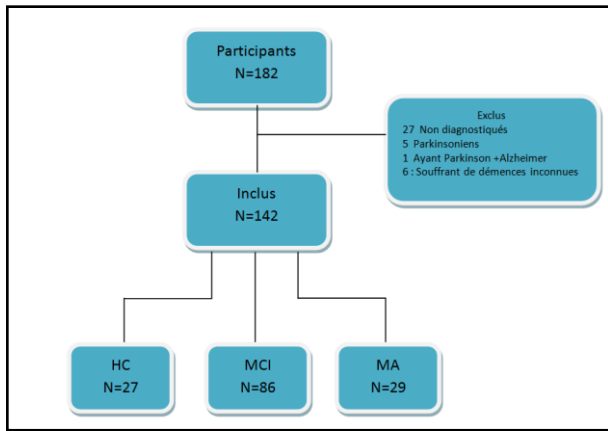 Participants
N=182
Exclus
27 Non diagnostiqués
5 Parkinsoniens
1 Ayant Parkinson +Alzheimer
6 : Souffrant de démences inconnues
Inclus
N=142
HC
N=27
MCI
N=86
MA
N=29